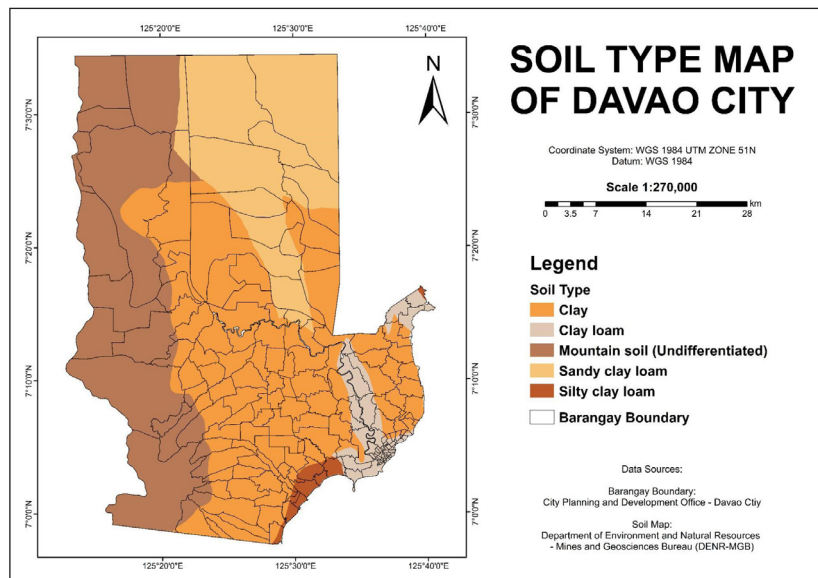 125°20'0"E 125°30'0"E 125°40'0"E
N
7°30'0"N
7°20'0"N
7°10'0"N
7°0'0"N
7°30'0"N
7°20'0"N
7°10'0"N
7°0'0"N
125°20'0"E 125°30'0"E 125°40'0"E
SOIL TYPE MAP
OF DAVAO CITY
Coordinate System: WGS 1984 UTM ZONE 51N
Datum: WGS 1984
Scale 1:270,000
km
0 3.5 7 14 21 28
Legend
Soil Type
Clay
Clay loam
Mountain soil (Undifferentiated)
Sandy clay loam
Silty clay loam
Barangay Boundary
Data Sources:
Barangay Boundary:
City Planning and Development Office - Davao Ctiy
Soil Map:
Department of Environment and Natural Resources
- Mines and Geosciences Bureau (DENR-MGB)